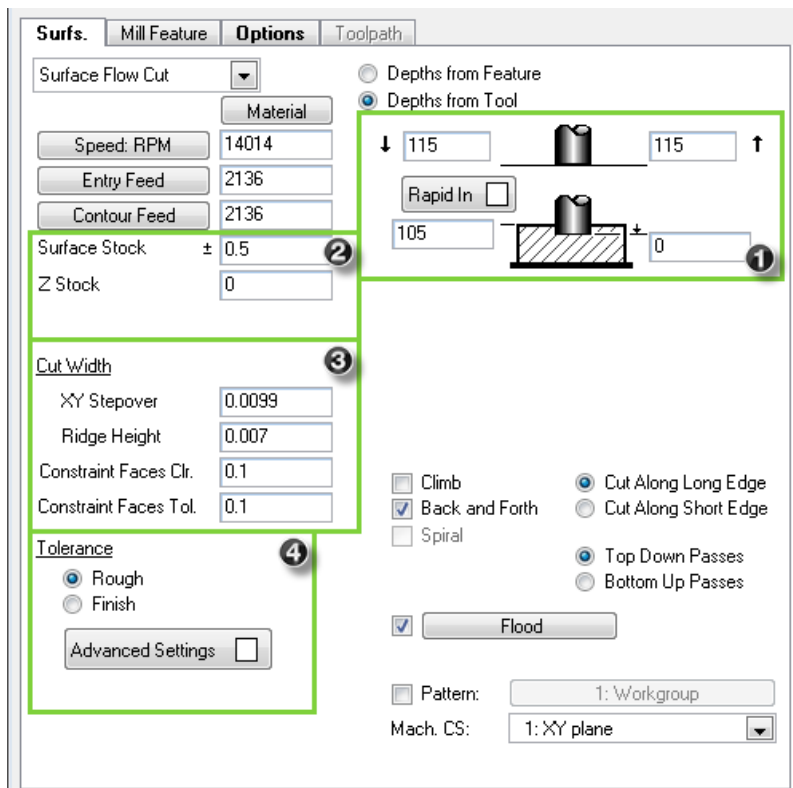 Surfs. Mill Feature Options Toolpath
Surface Flow Cut
Depths from Feature
Depths from Tool
Material
Speed: RPM 14014
Entry Feed 2136
Contour Feed 2136
115 115
Rapid In
105
0
1
Surface Stock ± 0.5
2
Z Stock 0
Cut Width
3
XY Stepover 0.0099
Ridge Height 0.007
Constraint Faces Clr. 0.1
Constraint Faces Tol. 0.1
Climb
Back and Forth
Spiral
Cut Along Long Edge
Cut Along Short Edge
Top Down Passes
Bottom Up Passes
Tolerance
4
Rough
Finish
Advanced Settings
Flood
Pattern: 1: Workgroup
Mach. CS: 1: XY plane